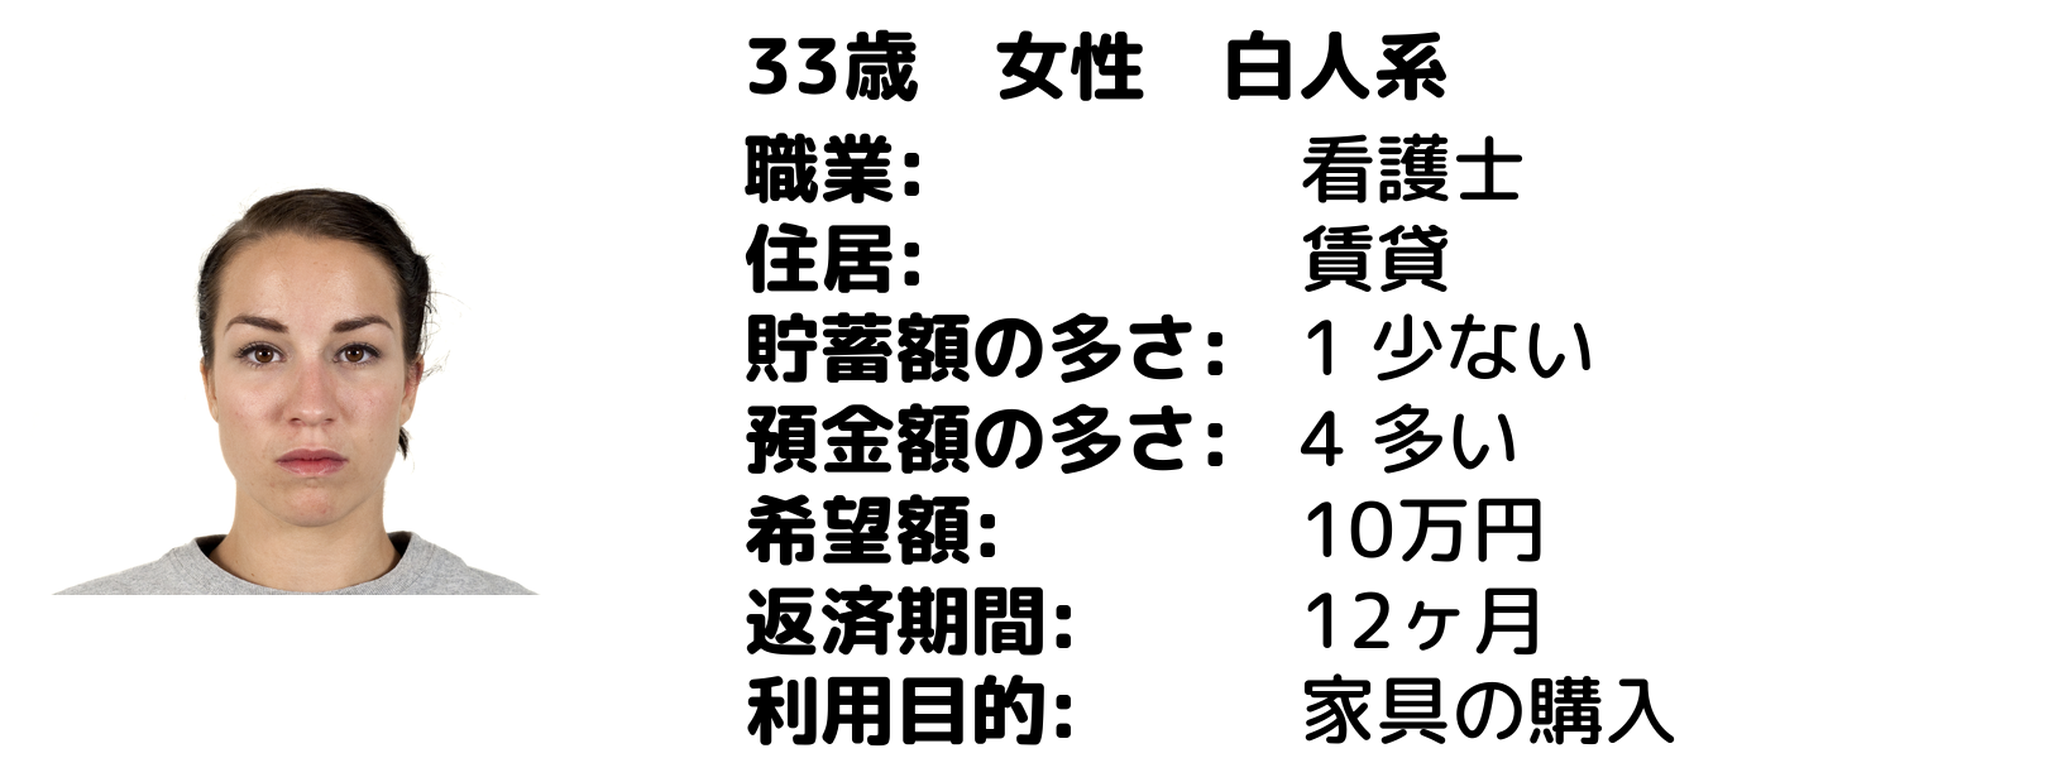 33歳　女性　白人系
職業:　看護士
住居:　賃貸
貯蓄額の多さ:　1 少ない
預金額の多さ:　4 多い
希望額:　10万円
返済期間:　12ヶ月
利用目的:　家具の購入